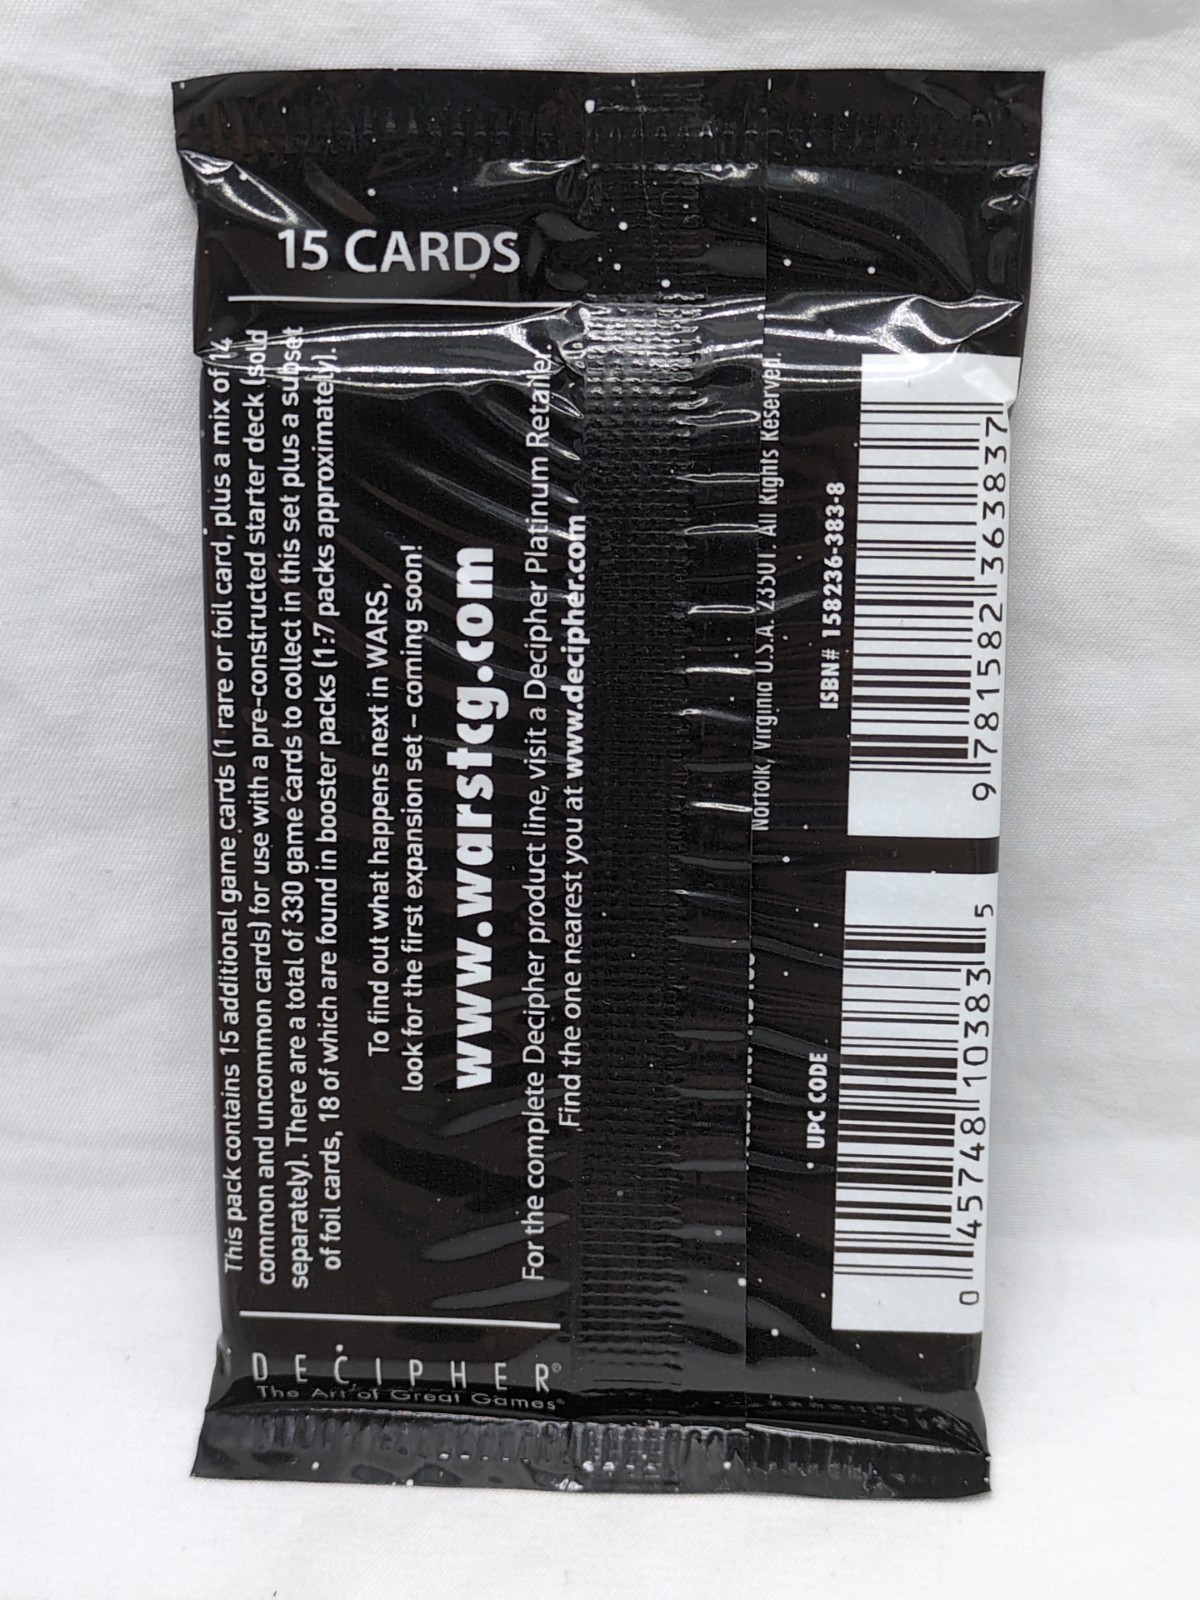 15 CARDS
This pack contains 15 additional game cards (1 rare or foil card, plus a mix of 14
common and uncommon cards) for use with a pre-constructed starter deck (sold
separately). There are a total of 330 game cards to collect in this set plus a subset
of foil cards, 18 of which are found in booster packs (1:7 packs approximately).
To find out what happens next in WARS,
look for the first expansion set – coming soon!
www.warstcg.com
For the complete Decipher product line, visit a Decipher Platinum Retailer.
Find the one nearest you at www.decipher.com
DECIPHER®
The Art of Great Games®
Norfolk, Virginia U.S.A. 23501. All Rights Reserved.
ISBN# 158236-383-8
9 781582 363837
UPC CODE
0 45748 10383 5